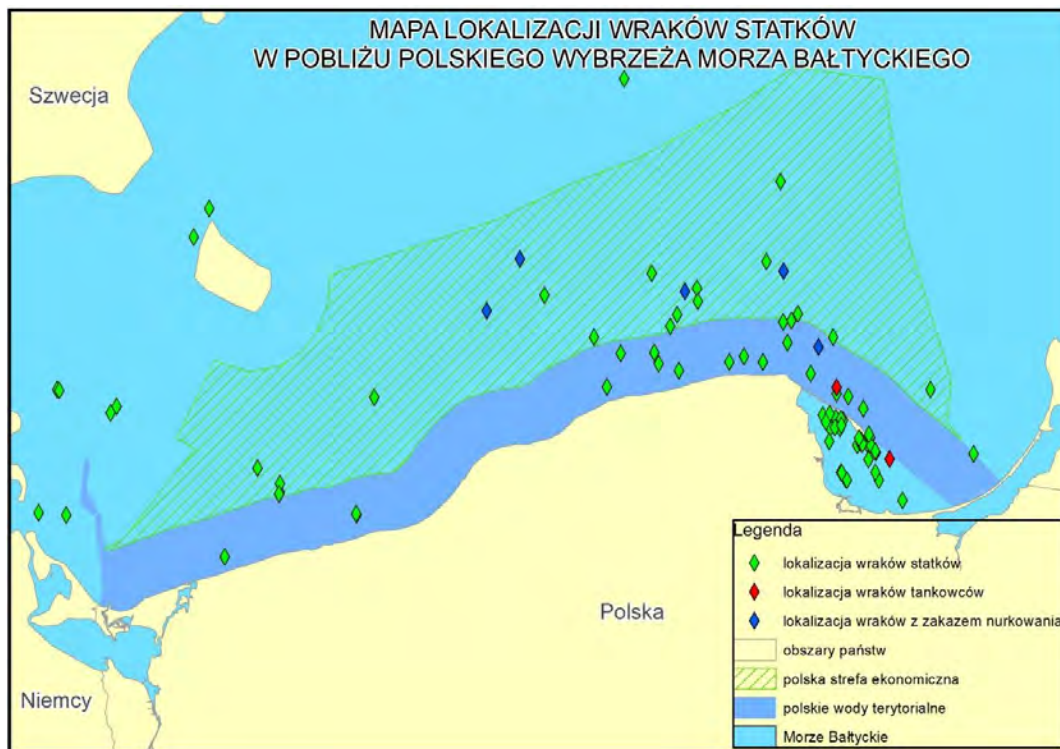 MAPA LOKALIZACJI WRAKÓW STATKÓW
W POBLIŻU POLSKIEGO WYBRZEŻA MORZA BAŁTYCKIEGO
Szwecja
Polska
Niemcy
Legenda
lokalizacja wraków statków
lokalizacja wraków tankowców
lokalizacja wraków z zakazem nurkowania
obszary państw
polska strefa ekonomiczna
polskie wody terytorialne
Morze Bałtyckie